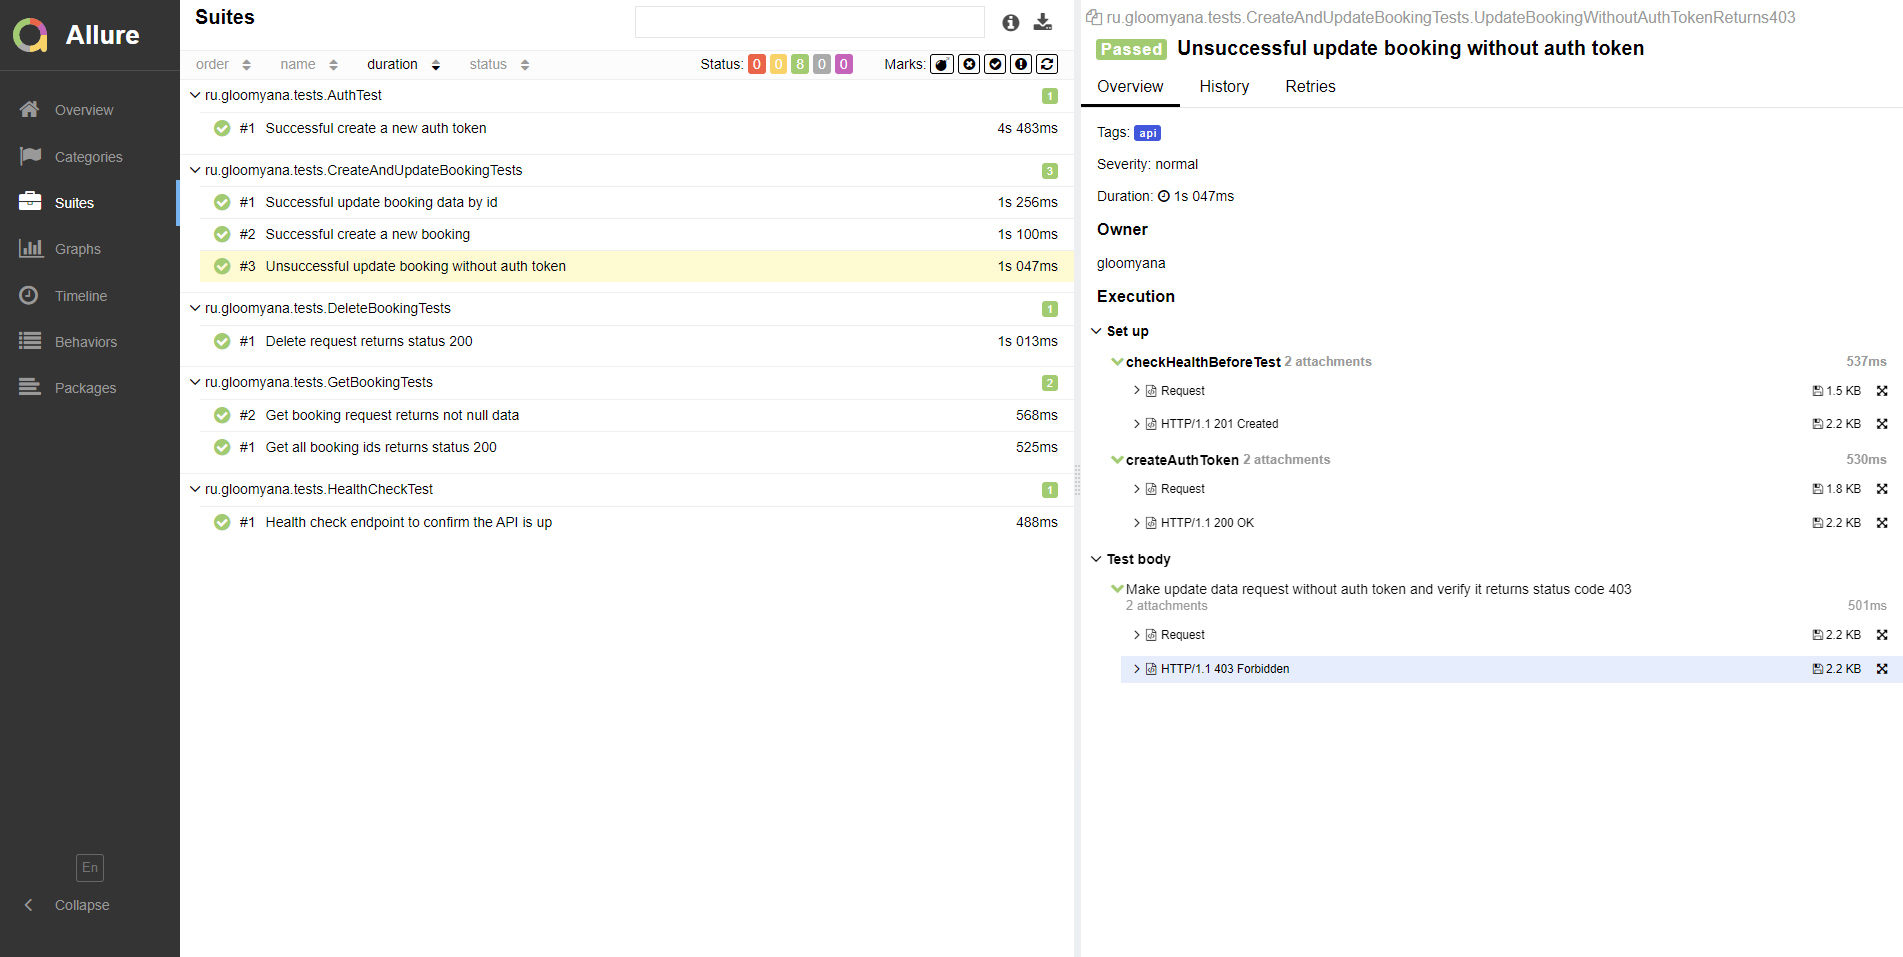 Allure
Overview
Categories
Suites
Graphs
Timeline
Behaviors
Packages
En
Collapse
Suites
order name duration status Status: 0 0 8 0 0 Marks:
ru.gloomyana.tests.AuthTest 1
#1 Successful create a new auth token 4s 483ms
ru.gloomyana.tests.CreateAndUpdateBookingTests 3
#1 Successful update booking data by id 1s 256ms
#2 Successful create a new booking 1s 100ms
#3 Unsuccessful update booking without auth token 1s 047ms
ru.gloomyana.tests.DeleteBookingTests 1
#1 Delete request returns status 200 1s 013ms
ru.gloomyana.tests.GetBookingTests 2
#2 Get booking request returns not null data 568ms
#1 Get all booking ids returns status 200 525ms
ru.gloomyana.tests.HealthCheckTest 1
#1 Health check endpoint to confirm the API is up 488ms
ru.gloomyana.tests.CreateAndUpdateBookingTests.UpdateBookingWithoutAuthTokenReturns403
Passed Unsuccessful update booking without auth token
Overview History Retries
Tags: api
Severity: normal
Duration: 1s 047ms
Owner
gloomyana
Execution
Set up
checkHealthBeforeTest 2 attachments 537ms
Request 1.5 KB
HTTP/1.1 201 Created 2.2 KB
createAuthToken 2 attachments 530ms
Request 1.8 KB
HTTP/1.1 200 OK 2.2 KB
Test body
Make update data request without auth token and verify it returns status code 403
2 attachments 501ms
Request 2.2 KB
HTTP/1.1 403 Forbidden 2.2 KB